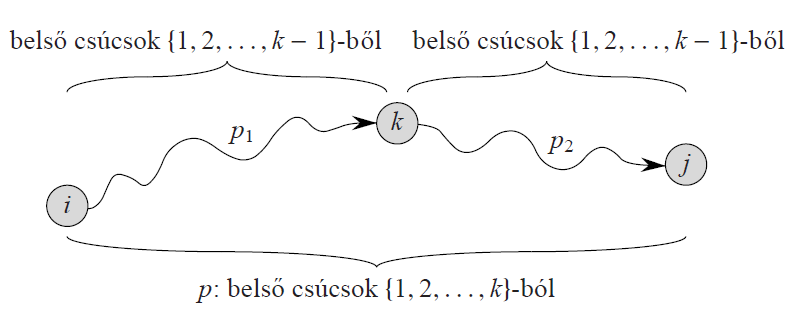 belső csúcsok {1, 2, . . . , k − 1}-ből belső csúcsok {1, 2, . . . , k − 1}-ből
k
p1
p2
j
i
p: belső csúcsok {1, 2, . . . , k}-ból